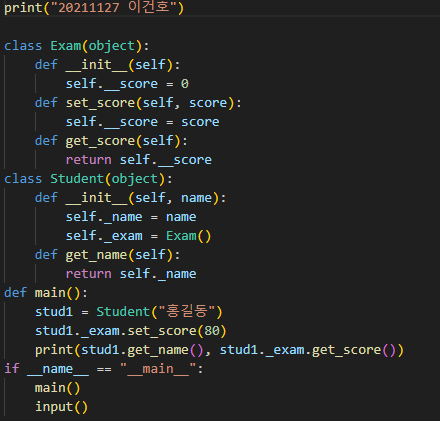 print("20211127 이건호")

class Exam(object):
    def __init__(self):
        self.__score = 0
    def set_score(self, score):
        self.__score = score
    def get_score(self):
        return self.__score
class Student(object):
    def __init__(self, name):
        self._name = name
        self._exam = Exam()
    def get_name(self):
        return self._name
def main():
    stud1 = Student("홍길동")
    stud1._exam.set_score(80)
    print(stud1.get_name(), stud1._exam.get_score())
if __name__ == "__main__":
    main()
    input()